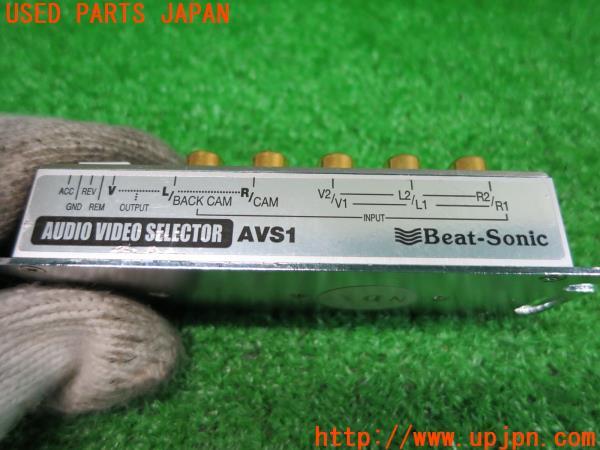 USED PARTS JAPAN
ACC REV V L R V2 L2 R2
GND REM OUTPUT /BACK CAM /CAM /V1 /L1 /R1
INPUT
AUDIO VIDEO SELECTOR AVS1 Beat-Sonic
http://www.upjpn.com